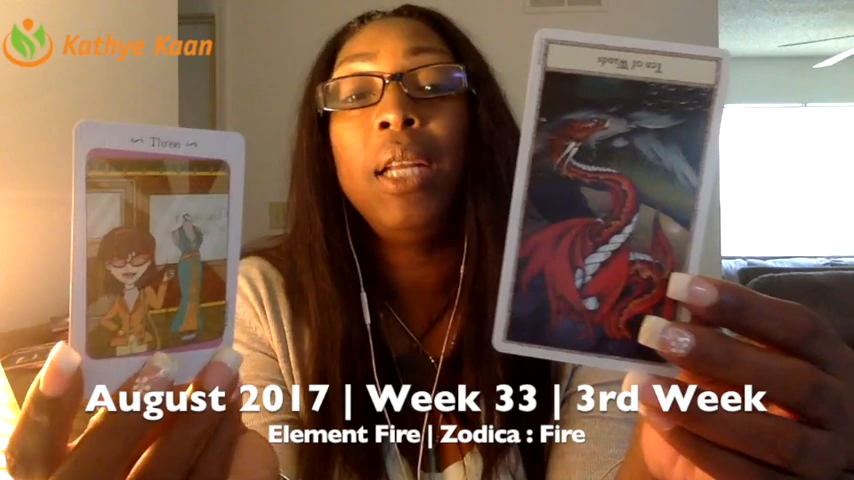 Kathye Kaan
~ Three ~
Ten of Wands
August 2017 | Week 33 | 3rd Week
Element Fire | Zodica : Fire